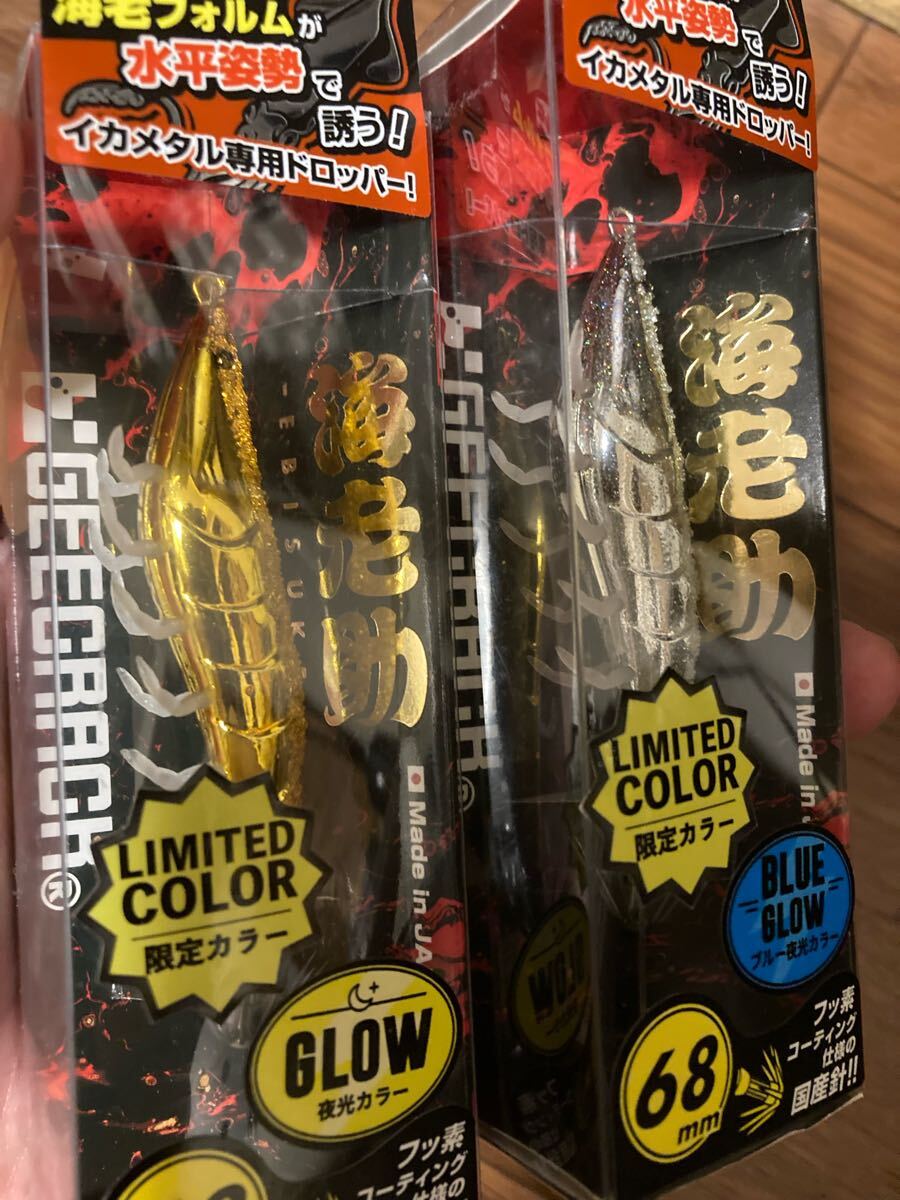 海老フォルムが
水平姿勢で
誘う!
イカメタル専用ドロッパー!
GEECRACK®
海老助
-EBISUK
Made in JA
LIMITED
COLOR
限定カラー
GLOW
夜光カラー
フッ素
コーティング
水平姿勢で
誘う!
イカメタル専用ドロッパー!
GEECRACK®
海老助
Made in
LIMITED
COLOR
限定カラー
BLUE
GLOW
ブルー夜光カラー
68
mm
フッ素
コーティング
仕様の
国産針!!